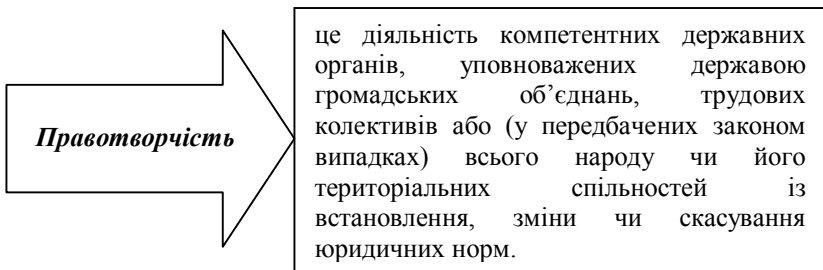 Правотворчість
це діяльність компетентних державних
органів, уповноважених державою
громадських об’єднань, трудових
колективів або (у передбачених законом
випадках) всього народу чи його
територіальних спільностей із
встановлення, зміни чи скасування
юридичних норм.